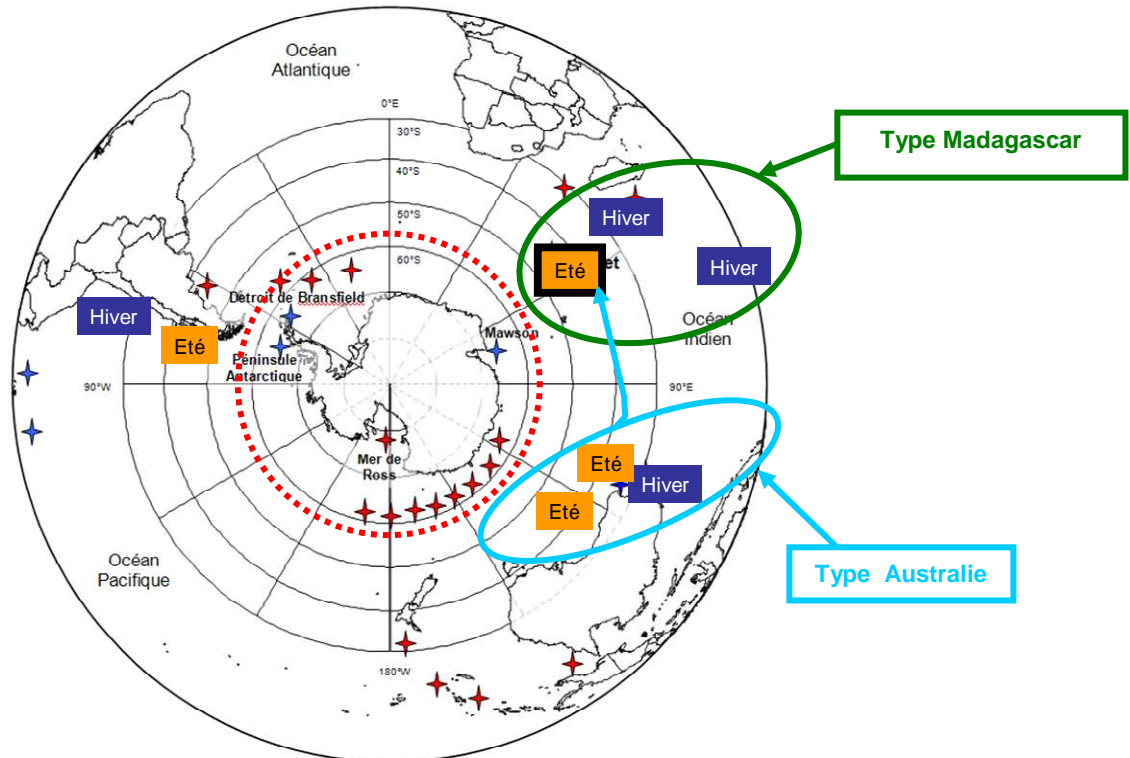 Océan
Atlantique
0°E
30°S
40°S
50°S
60°S
Type Madagascar
Hiver
Eté
et
Hiver
Océan
Indien
Détroit de Bransfield
Hiver
Eté
Péninsule
Antarctique
Mawson
90°W
90°E
Mer de
Ross
Eté
Hiver
Eté
Océan
Pacifique
Type Australie
180°W